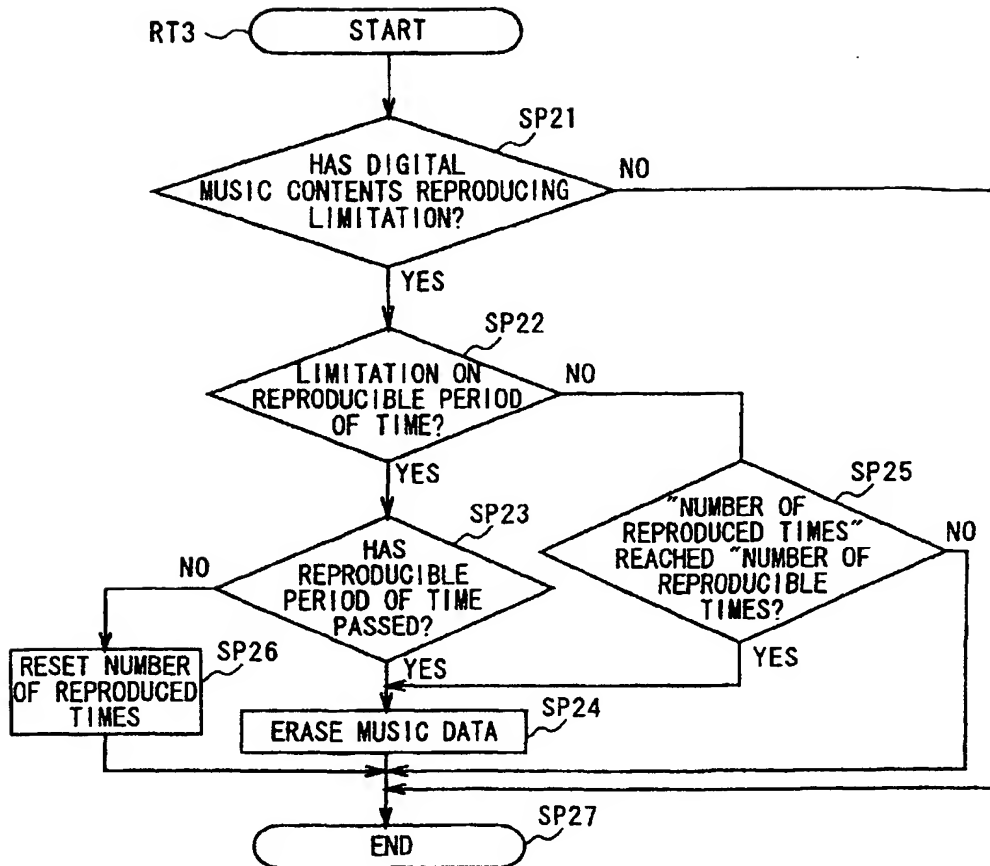 RT3
START
SP21
HAS DIGITAL
MUSIC CONTENTS REPRODUCING
LIMITATION?
NO
YES
SP22
LIMITATION ON
REPRODUCIBLE PERIOD
OF TIME?
NO
YES
SP25
"NUMBER OF
REPRODUCED TIMES"
REACHED "NUMBER OF
REPRODUCIBLE
TIMES?
NO
YES
SP23
HAS
REPRODUCIBLE
PERIOD OF TIME
PASSED?
NO
YES
SP26
RESET NUMBER
OF REPRODUCED
TIMES
SP24
ERASE MUSIC DATA
SP27
END